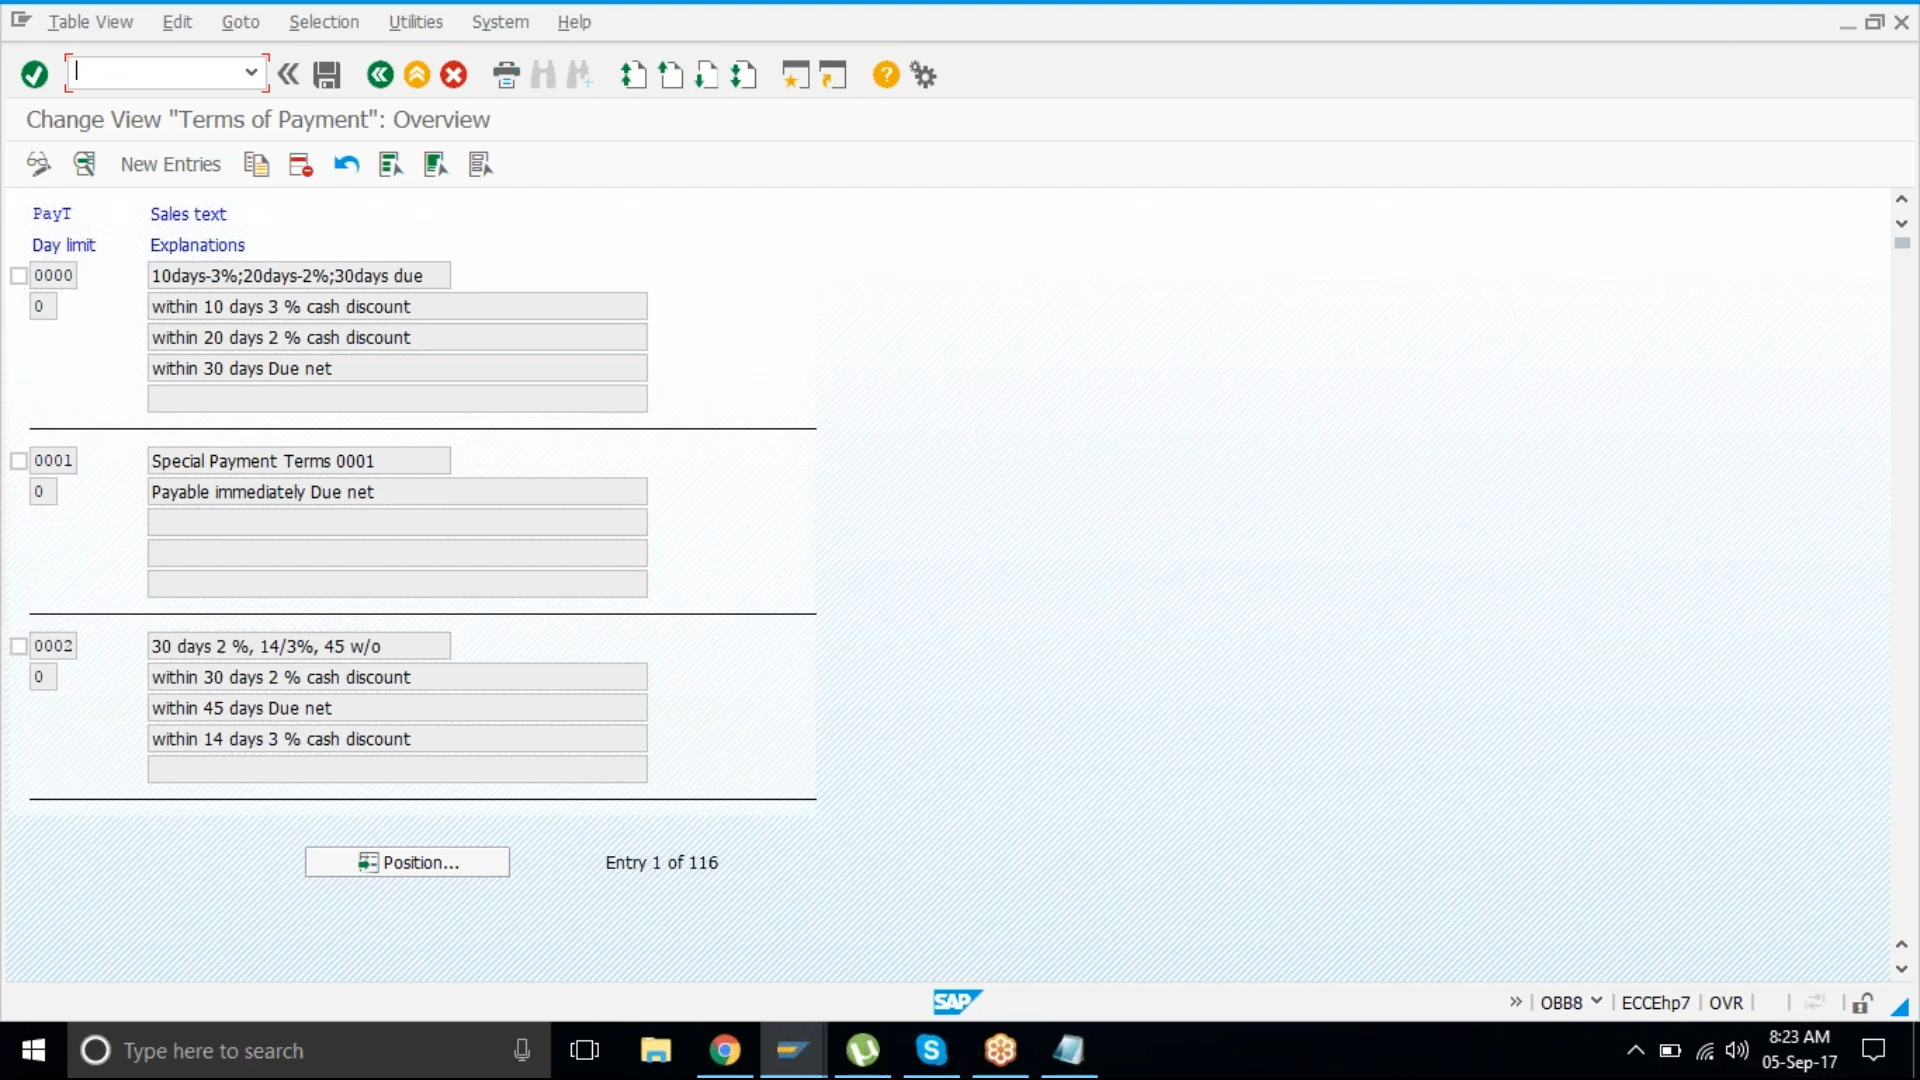 Table View Edit Goto Selection Utilities System Help
Change View "Terms of Payment": Overview
New Entries
PayT Sales text
Day limit Explanations
0000 10days-3%;20days-2%;30days due
0 within 10 days 3 % cash discount
within 20 days 2 % cash discount
within 30 days Due net
0001 Special Payment Terms 0001
0 Payable immediately Due net
0002 30 days 2 %, 14/3%, 45 w/o
0 within 30 days 2 % cash discount
within 45 days Due net
within 14 days 3 % cash discount
Position... Entry 1 of 116
SAP OBB8 ECCEhp7 OVR
Type here to search
8:23 AM
05-Sep-17